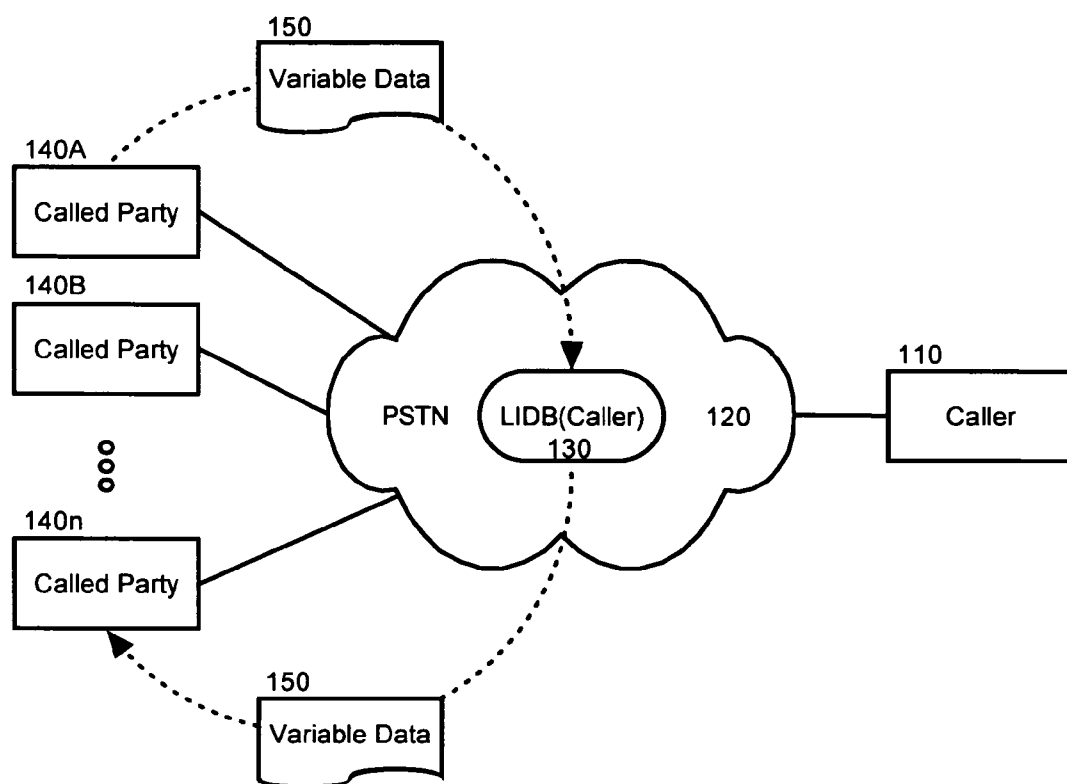 150
Variable Data
140A
Called Party
140B
Called Party
140n
Called Party
PSTN
LIDB(Caller)
130
120
110
Caller
150
Variable Data